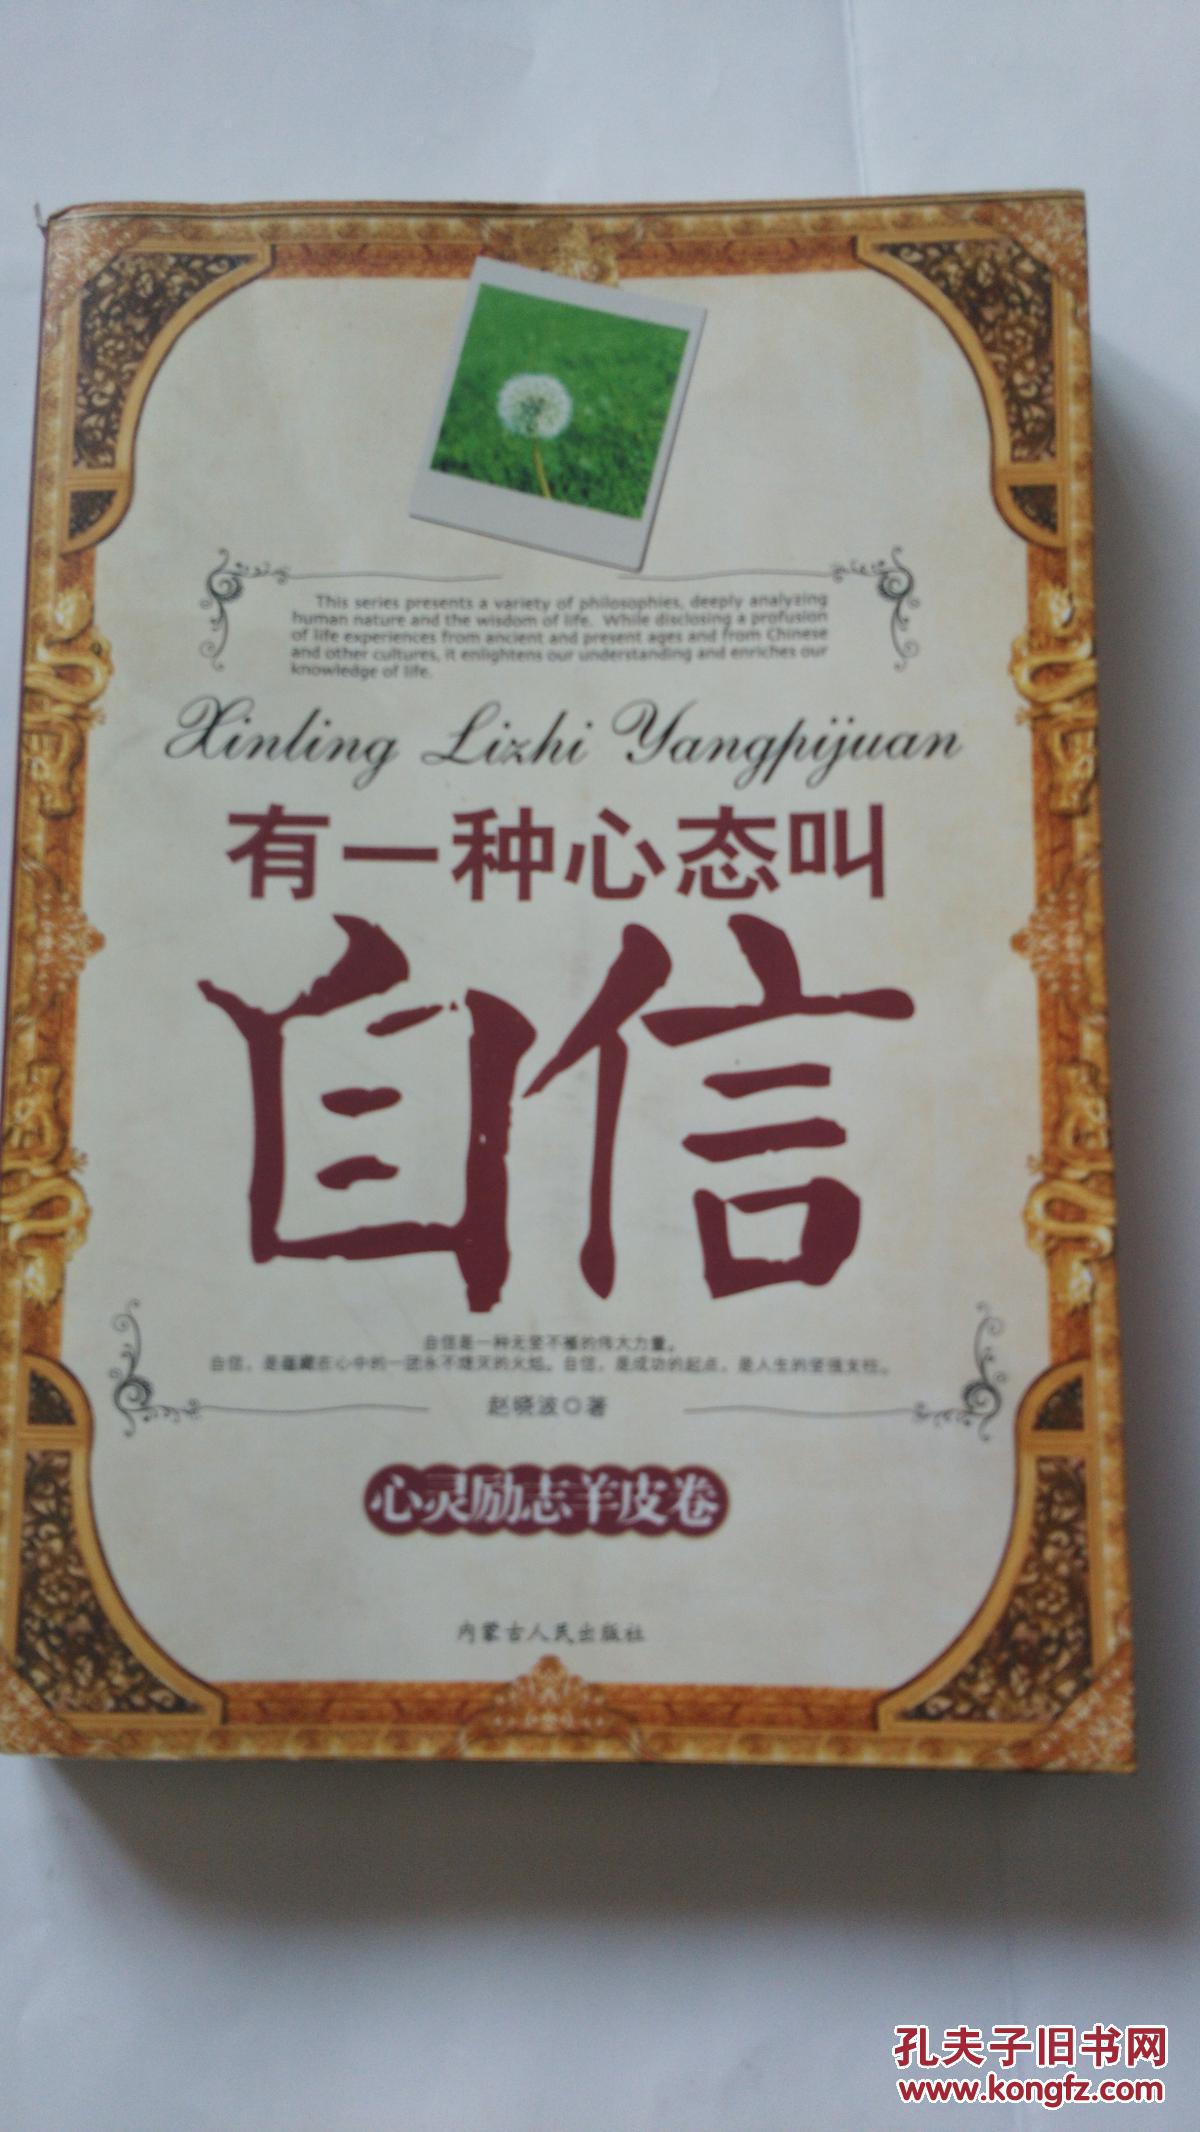 This series presents a variety of philosophies, deeply analyzing
human nature and the wisdom of life. While disclosing a profusion
of life experiences from ancient and present ages and from Chinese
and other cultures, it enlightens our understanding and enriches our
knowledge of life.
Xinling Lizhi Yangpijuan
有一种心态叫
自信
自信是一种无坚不摧的伟大力量。
自信，是蕴藏在心中的一团永不熄灭的火焰。自信，是成功的起点，是人生的坚强支柱。
赵晓波○著
心灵励志羊皮卷
内蒙古人民出版社
孔夫子旧书网
www.kongfz.com